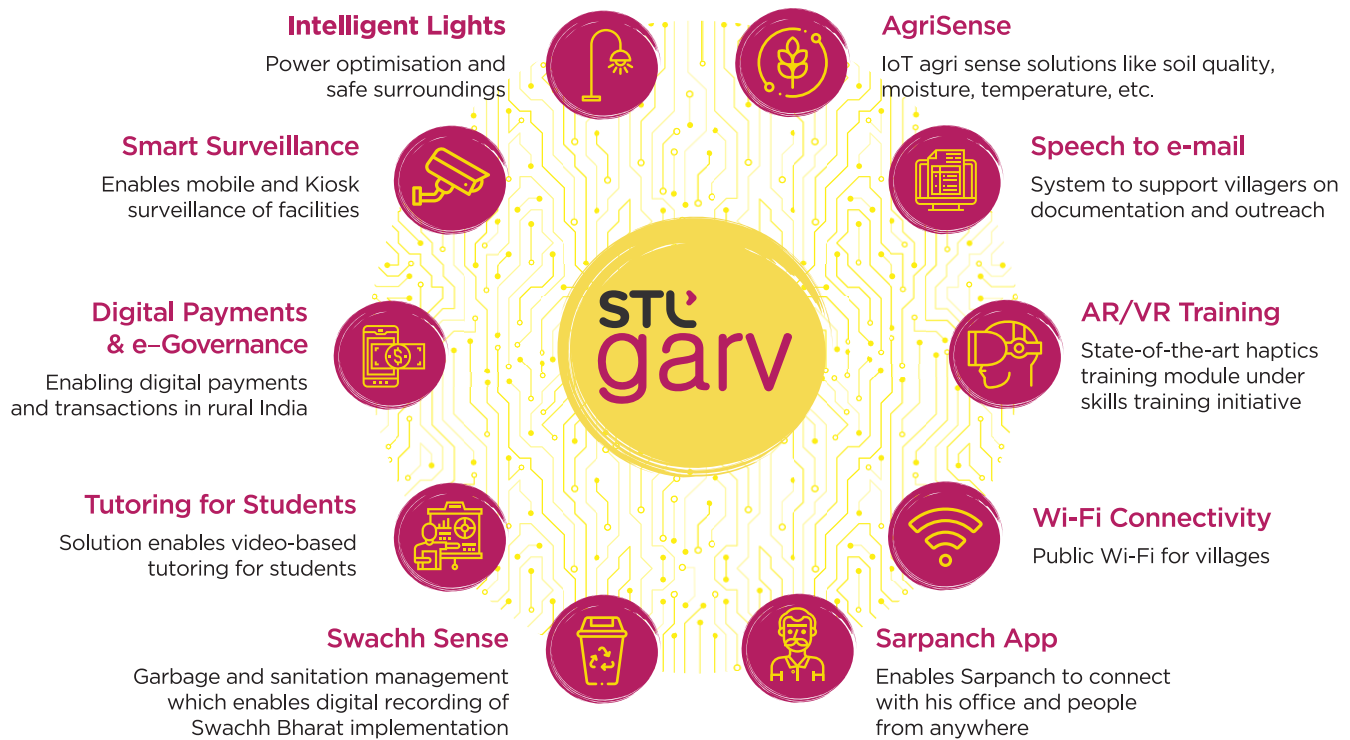 Intelligent Lights
Power optimisation and
safe surroundings
AgriSense
IoT agri sense solutions like soil quality,
moisture, temperature, etc.
Smart Surveillance
Enables mobile and Kiosk
surveillance of facilities
Speech to e-mail
System to support villagers on
documentation and outreach
STL
garv
Digital Payments
& e–Governance
Enabling digital payments
and transactions in rural India
AR/VR Training
State-of-the-art haptics
training module under
skills training initiative
Tutoring for Students
Solution enables video-based
tutoring for students
Wi-Fi Connectivity
Public Wi-Fi for villages
Swachh Sense
Garbage and sanitation management
which enables digital recording of
Swachh Bharat implementation
Sarpanch App
Enables Sarpanch to connect
with his office and people
from anywhere